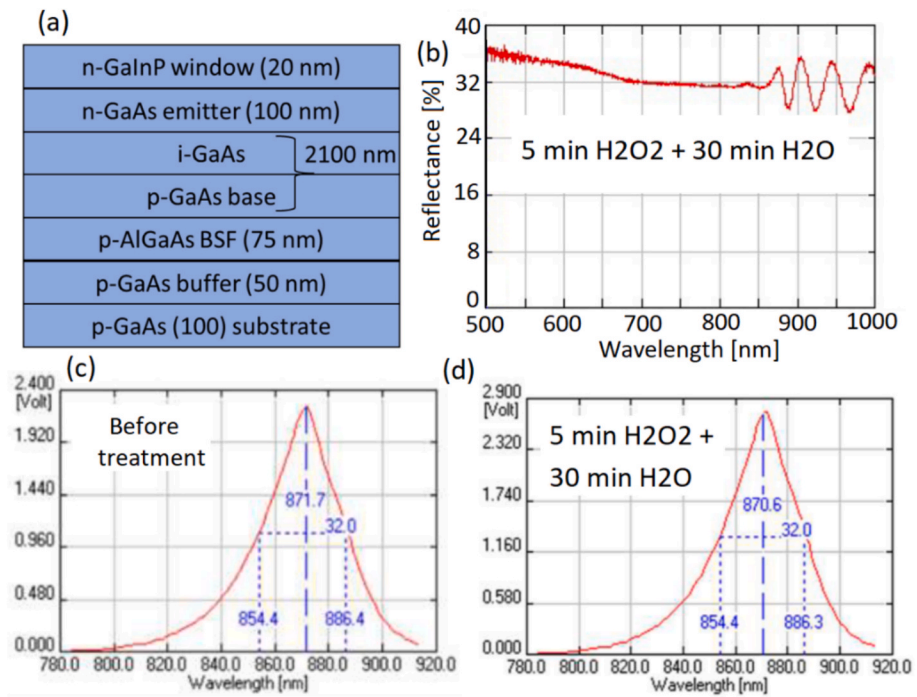 (a)
n-GaInP window (20 nm)
n-GaAs emitter (100 nm)
i-GaAs
2100 nm
p-GaAs base
p-AlGaAs BSF (75 nm)
p-GaAs buffer (50 nm)
p-GaAs (100) substrate
(b)
Reflectance [%]
40
32
24
16
8
0
5 min H2O2 + 30 min H2O
500 600 700 800 900 1000
Wavelength [nm]
(c)
2.400
[Volt]
1.920
1.440
0.960
0.480
0.000
Before
treatment
871.7
32.0
854.4 886.4
780.0 800.0 820.0 840.0 860.0 880.0 900.0 920.0
Wavelength [nm]
(d)
2.900
[Volt]
2.320
1.740
1.160
0.580
0.000
5 min H2O2 +
30 min H2O
870.6
32.0
854.4 886.3
780.0 800.0 820.0 840.0 860.0 880.0 900.0 920.0
Wavelength [nm]